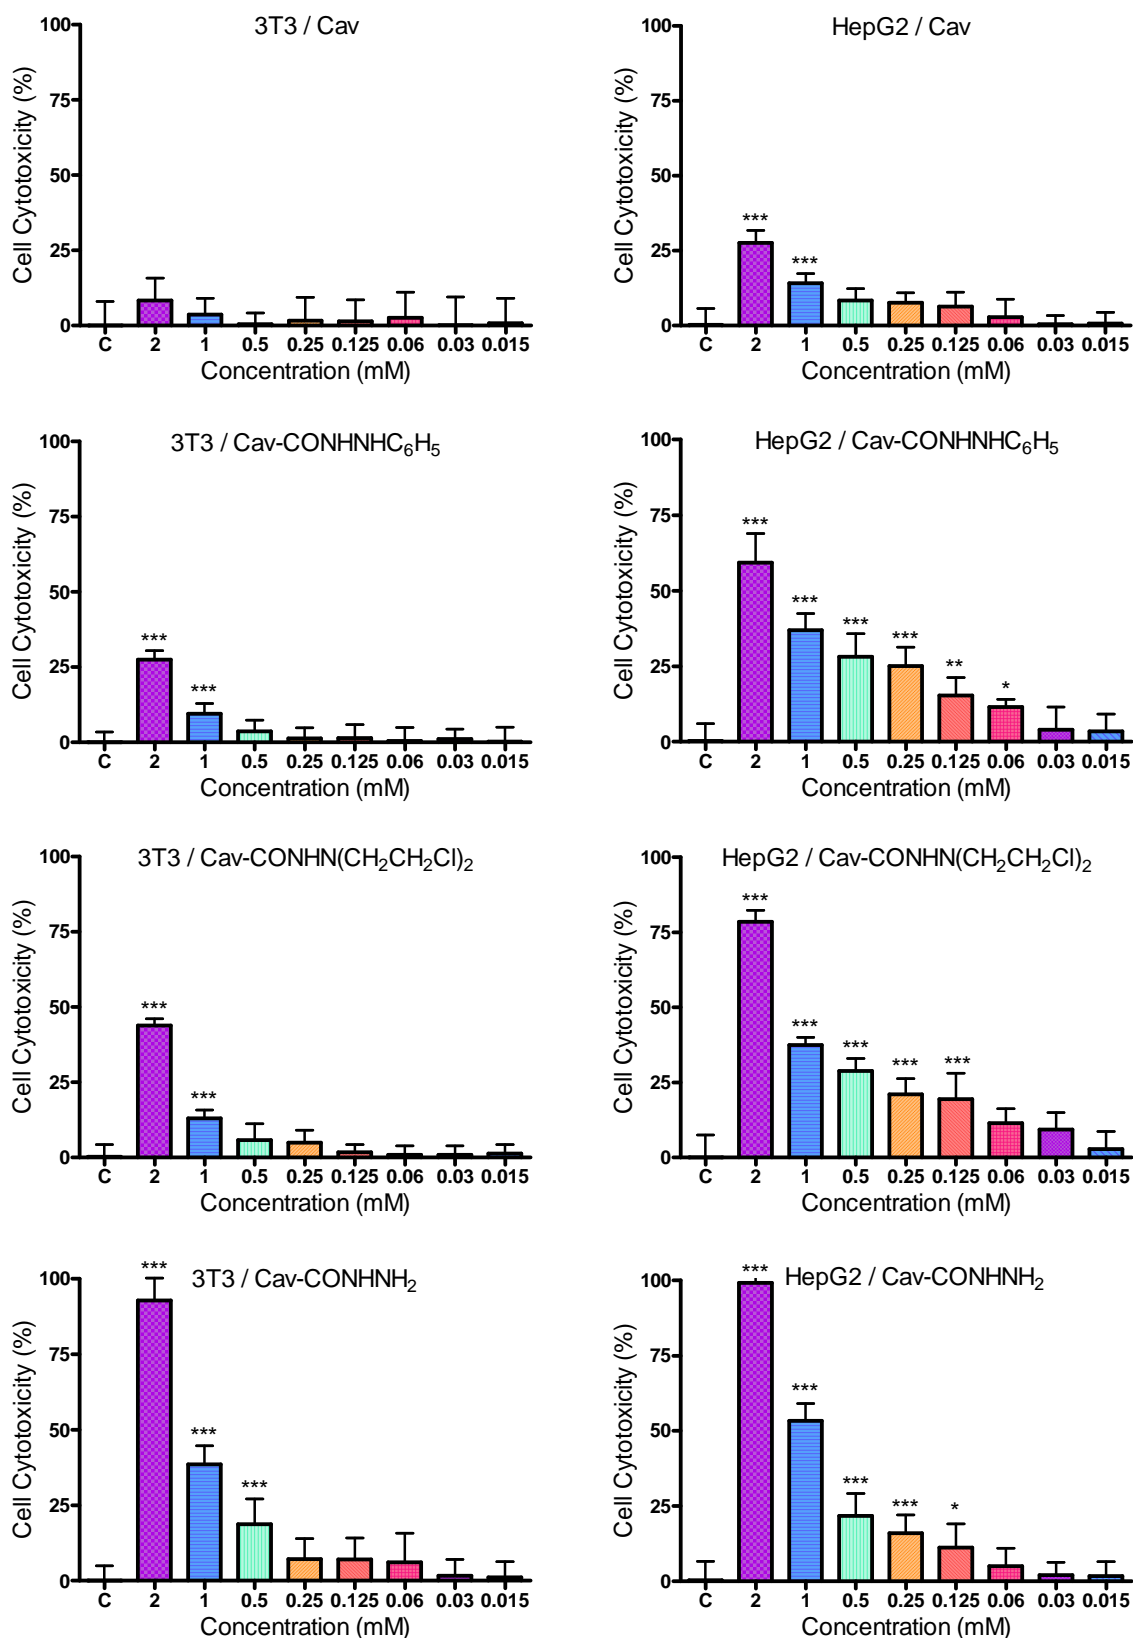 3T3 / Cav
Cell Cytotoxicity (%)
100
75
50
25
0
C 2 1 0.5 0.25 0.125 0.06 0.03 0.015
Concentration (mM)
HepG2 / Cav
Cell Cytotoxicity (%)
100
75
50
25
0
***
***
C 2 1 0.5 0.25 0.125 0.06 0.03 0.015
Concentration (mM)
3T3 / Cav-CONHNHC₆H₅
Cell Cytotoxicity (%)
100
75
50
25
0
***
***
C 2 1 0.5 0.25 0.125 0.06 0.03 0.015
Concentration (mM)
HepG2 / Cav-CONHNHC₆H₅
Cell Cytotoxicity (%)
100
75
50
25
0
***
***
***
***
**
*
C 2 1 0.5 0.25 0.125 0.06 0.03 0.015
Concentration (mM)
3T3 / Cav-CONHN(CH₂CH₂Cl)₂
Cell Cytotoxicity (%)
100
75
50
25
0
***
***
C 2 1 0.5 0.25 0.125 0.06 0.03 0.015
Concentration (mM)
HepG2 / Cav-CONHN(CH₂CH₂Cl)₂
Cell Cytotoxicity (%)
100
75
50
25
0
***
***
***
***
***
C 2 1 0.5 0.25 0.125 0.06 0.03 0.015
Concentration (mM)
3T3 / Cav-CONHNH₂
Cell Cytotoxicity (%)
100
75
50
25
0
***
***
***
C 2 1 0.5 0.25 0.125 0.06 0.03 0.015
Concentration (mM)
HepG2 / Cav-CONHNH₂
Cell Cytotoxicity (%)
100
75
50
25
0
***
***
***
***
*
C 2 1 0.5 0.25 0.125 0.06 0.03 0.015
Concentration (mM)